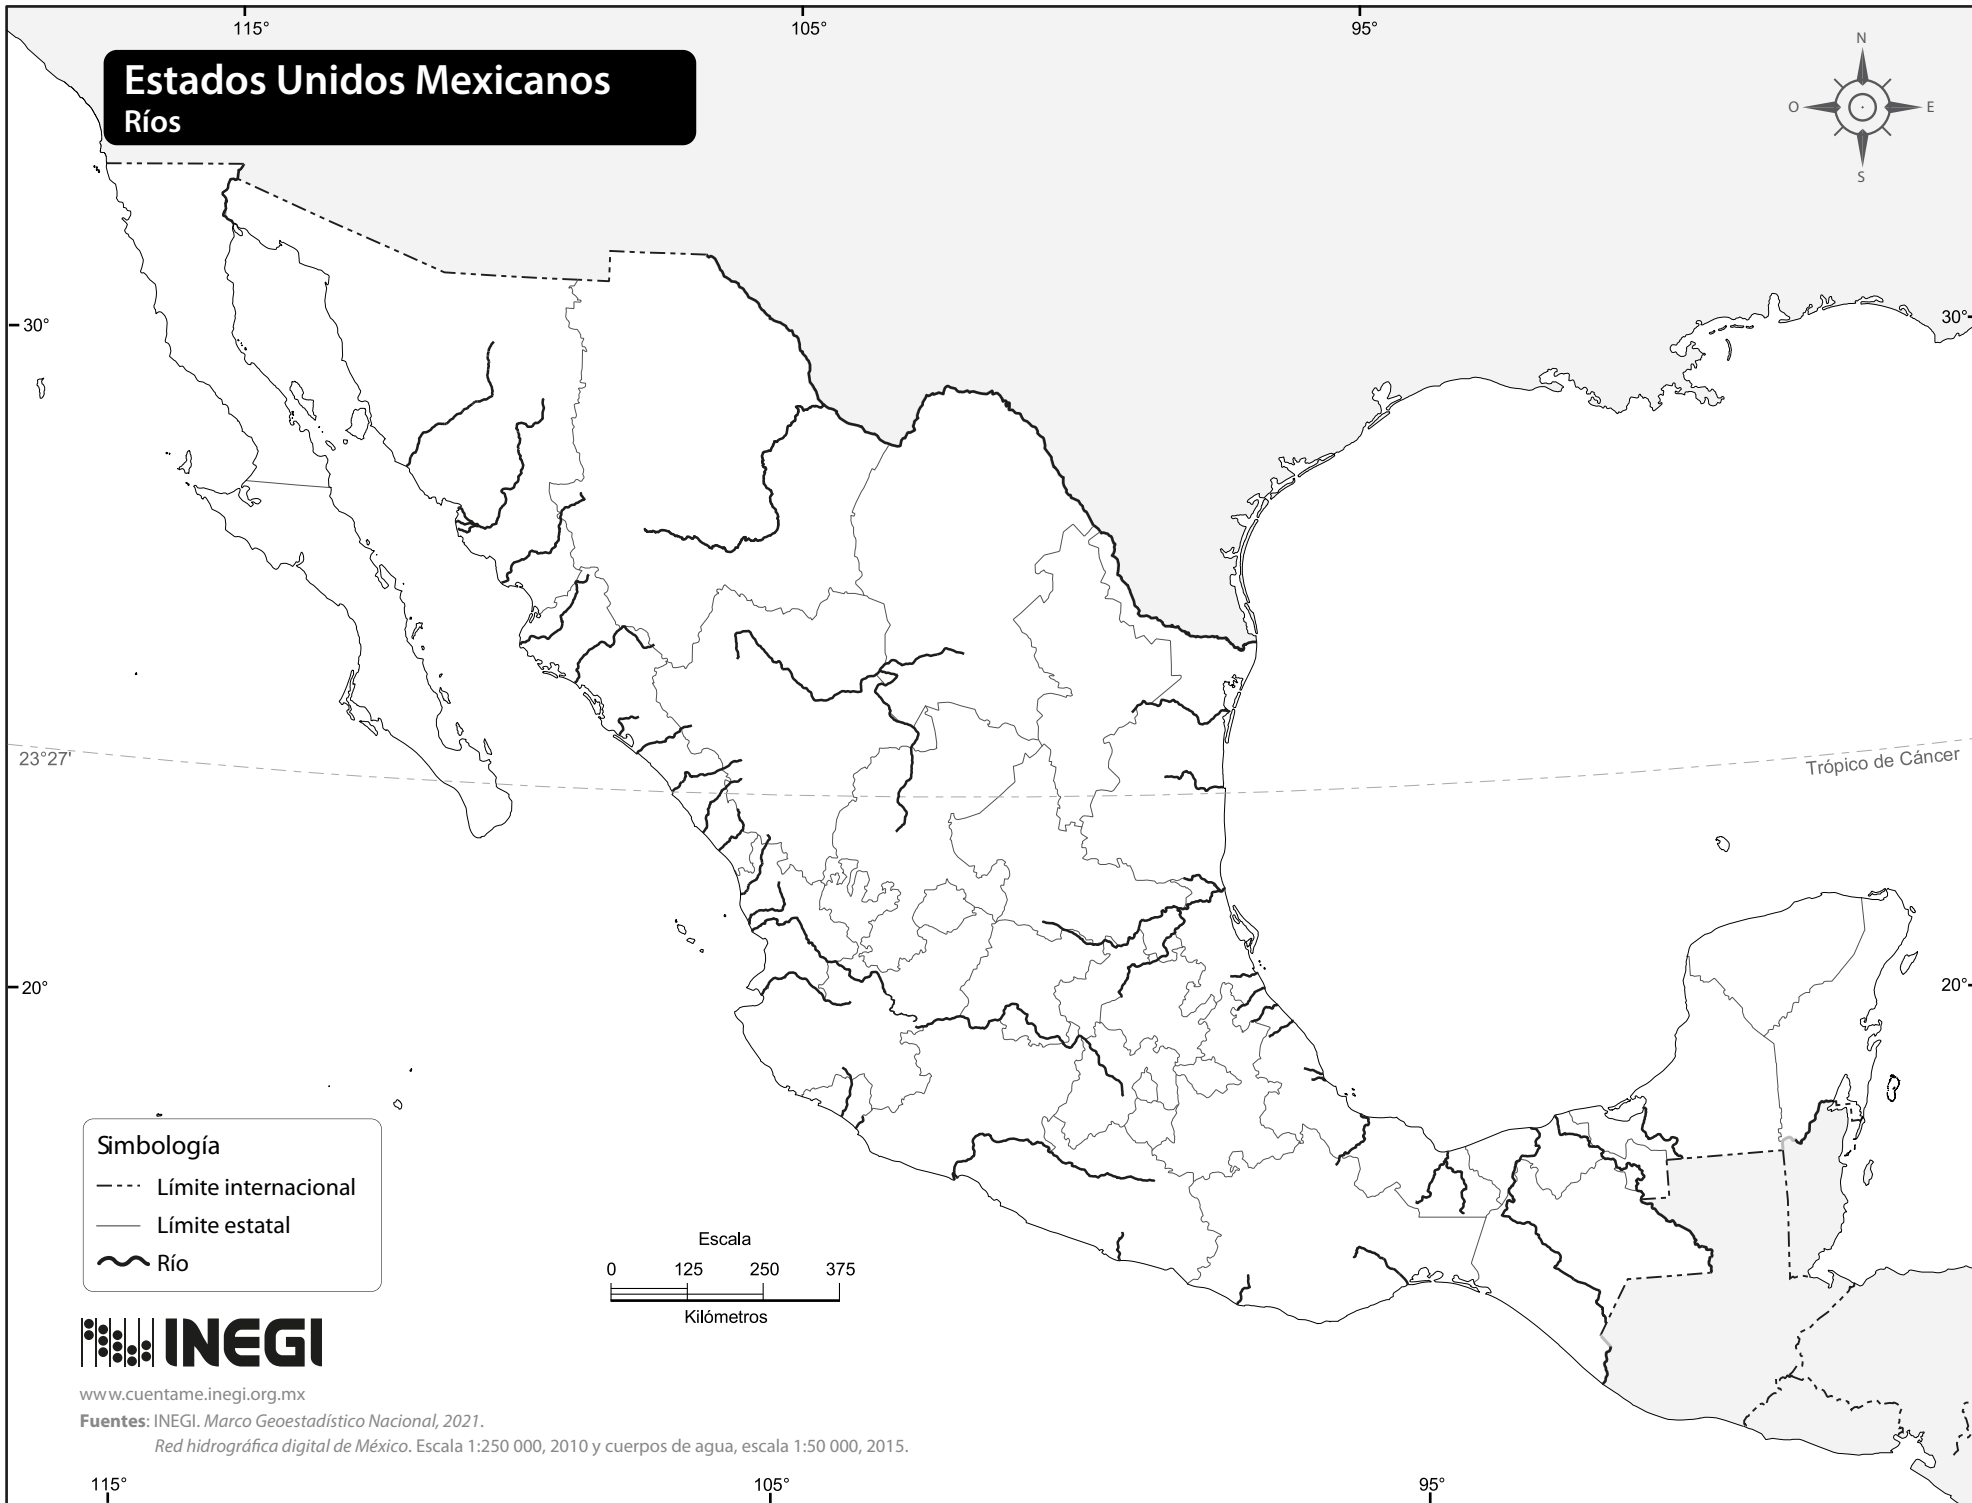 115°
105°
95°
Estados Unidos Mexicanos
Ríos
N
O
E
S
30°
30°
23°27'
Trópico de Cáncer
20°
20°
Simbología
Límite internacional
Límite estatal
Río
Escala
0 125 250 375
Kilómetros
INEGI
www.cuentame.inegi.org.mx
Fuentes: INEGI. Marco Geoestadístico Nacional, 2021.
Red hidrográfica digital de México. Escala 1:250 000, 2010 y cuerpos de agua, escala 1:50 000, 2015.
115°
105°
95°